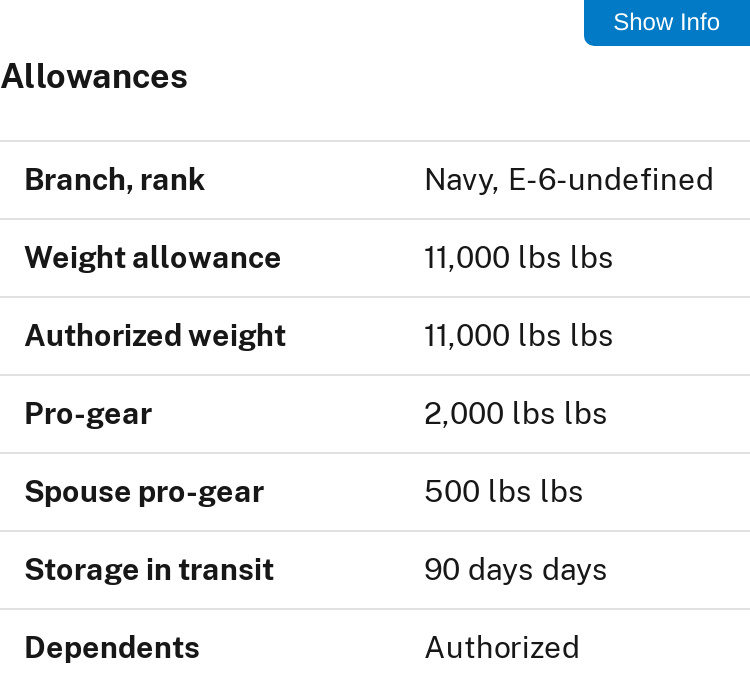 Show Info
Allowances
Branch, rank Navy, E-6-undefined
Weight allowance 11,000 lbs lbs
Authorized weight 11,000 lbs lbs
Pro-gear 2,000 lbs lbs
Spouse pro-gear 500 lbs lbs
Storage in transit 90 days days
Dependents Authorized